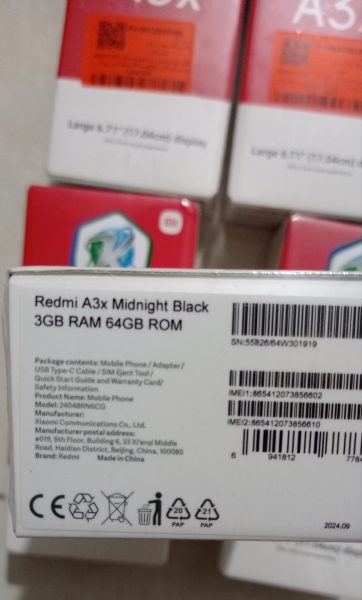 A3x
A3
Large 6.71" (17.04cm) display
Large 6.71" (17.04cm) display
Redmi A3x Midnight Black
3GB RAM 64GB ROM
Package contents: Mobile Phone / Adapter /
USB Type-C Cable / SIM Eject Tool /
Quick Start Guide and Warranty Card/
Safety Information
Product Name: Mobile Phone
Model: 24048RN6CG
Manufacturer:
Xiaomi Communications Co., Ltd.
Manufacturer postal address:
#019, 9th Floor, Building 6, 33 Xi'erqi Middle
Road, Haidian District, Beijing, China, 100085
Brand: Redmi Made in China
SN:55826/64W301919
IMEI1:865412073856602
IMEI2:865412073856610
6 941812 778
CE
20
PAP
21
PAP
2024.09